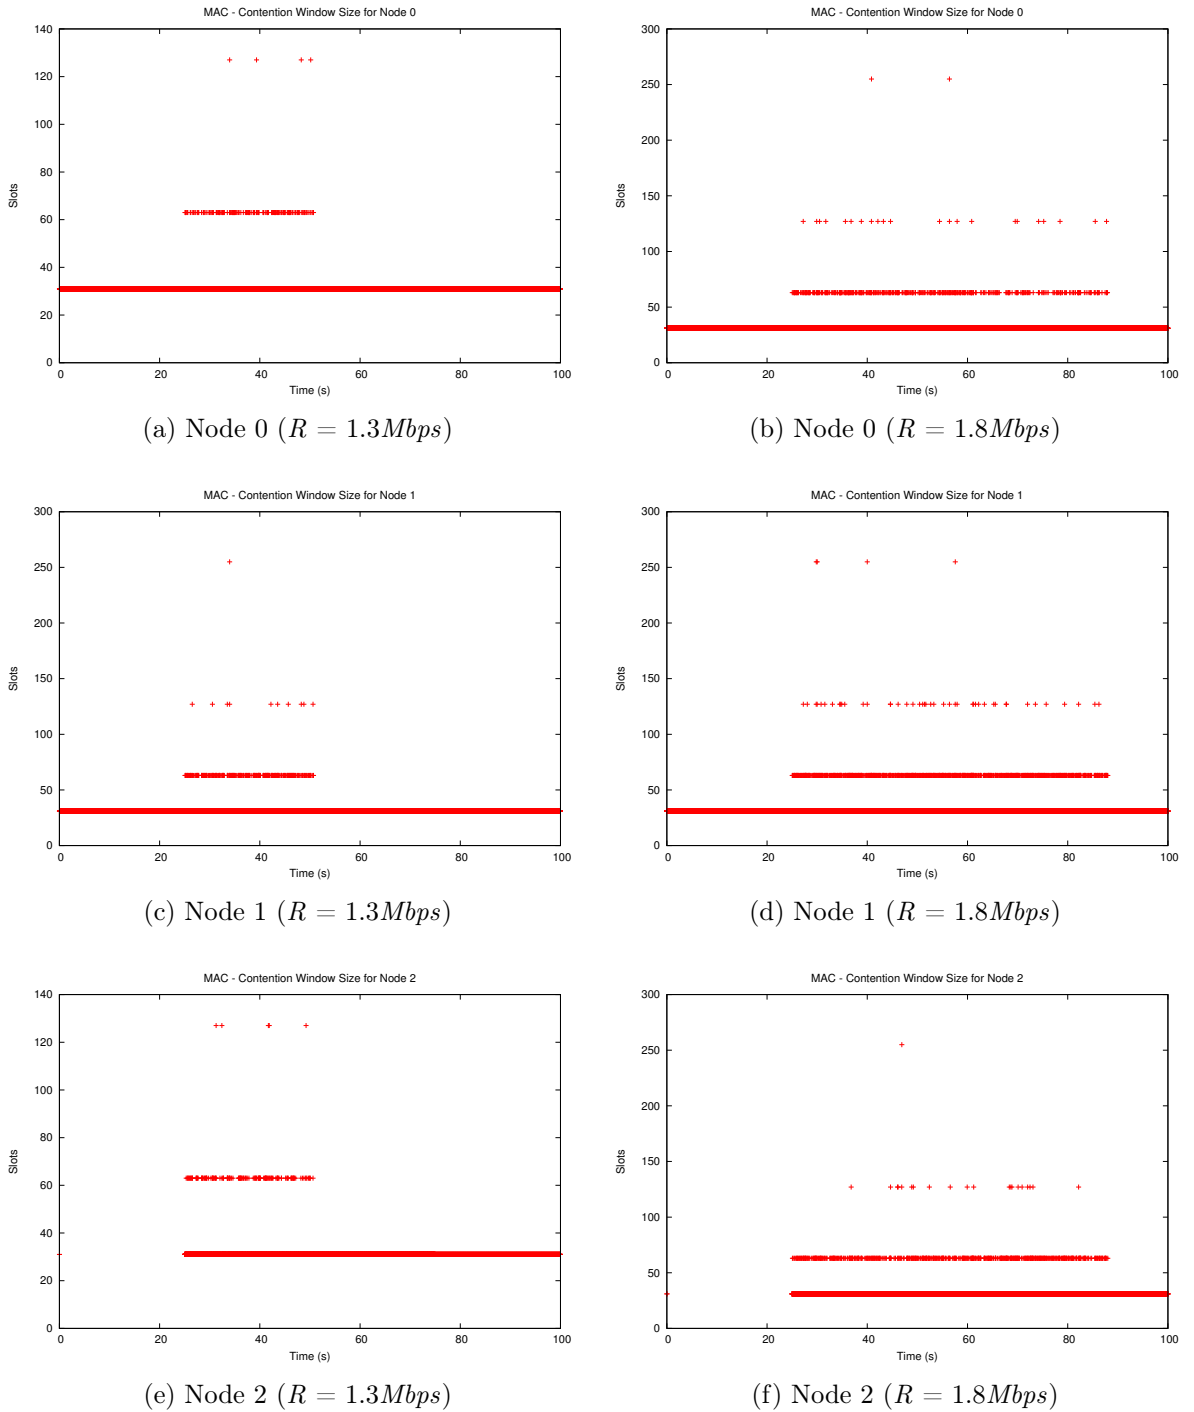 MAC - Contention Window Size for Node 0
140
120
100
80
60
40
20
0
Slots
0 20 40 60 80 100
Time (s)
(a) Node 0 (R = 1.3Mbps)
MAC - Contention Window Size for Node 0
300
250
200
150
100
50
0
Slots
0 20 40 60 80 100
Time (s)
(b) Node 0 (R = 1.8Mbps)
MAC - Contention Window Size for Node 1
300
250
200
150
100
50
0
Slots
0 20 40 60 80 100
Time (s)
(c) Node 1 (R = 1.3Mbps)
MAC - Contention Window Size for Node 1
300
250
200
150
100
50
0
Slots
0 20 40 60 80 100
Time (s)
(d) Node 1 (R = 1.8Mbps)
MAC - Contention Window Size for Node 2
140
120
100
80
60
40
20
0
Slots
0 20 40 60 80 100
Time (s)
(e) Node 2 (R = 1.3Mbps)
MAC - Contention Window Size for Node 2
300
250
200
150
100
50
0
Slots
0 20 40 60 80 100
Time (s)
(f) Node 2 (R = 1.8Mbps)